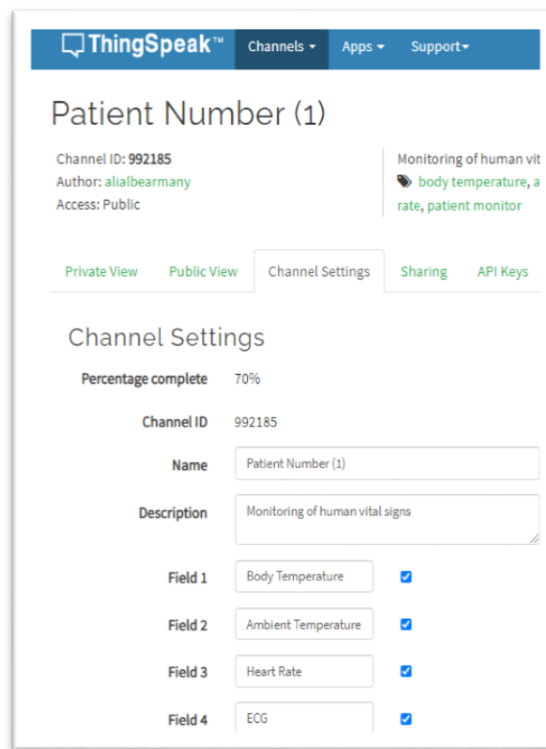 ThingSpeak™ Channels Apps Support
Patient Number (1)
Channel ID: 992185
Author: alialbearmany
Access: Public
Monitoring of human vit
body temperature, a
rate, patient monitor
Private View Public View Channel Settings Sharing API Keys
Channel Settings
Percentage complete 70%
Channel ID 992185
Name Patient Number (1)
Description Monitoring of human vital signs
Field 1 Body Temperature
Field 2 Ambient Temperature
Field 3 Heart Rate
Field 4 ECG